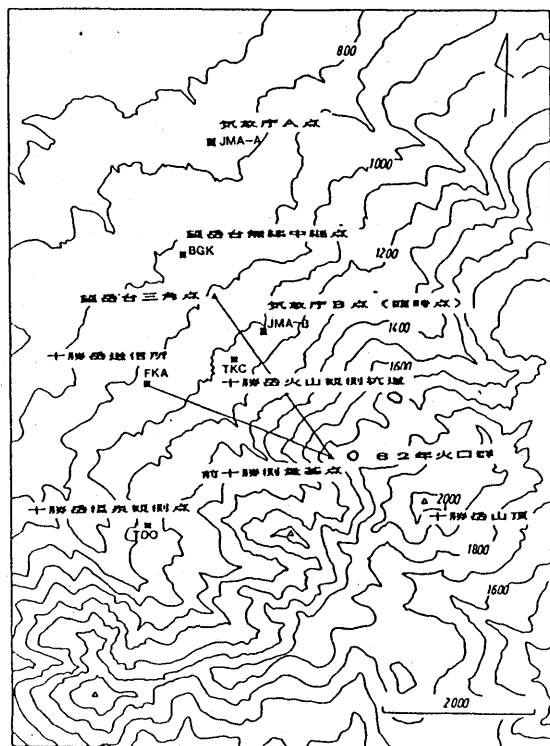 800
気象庁A点
JMA-A
1000
望岳台無線中継点
BGK
1200
望岳台三角点
気象庁B点(臨時点)
JMA-B
1400
十勝岳通信所
FKA
TKC
1600
十勝岳火山観測坑道
62年火口群
前十勝測量基点
2000
十勝岳山頂
十勝岳温泉観測点
TDO
1800
1600
2000